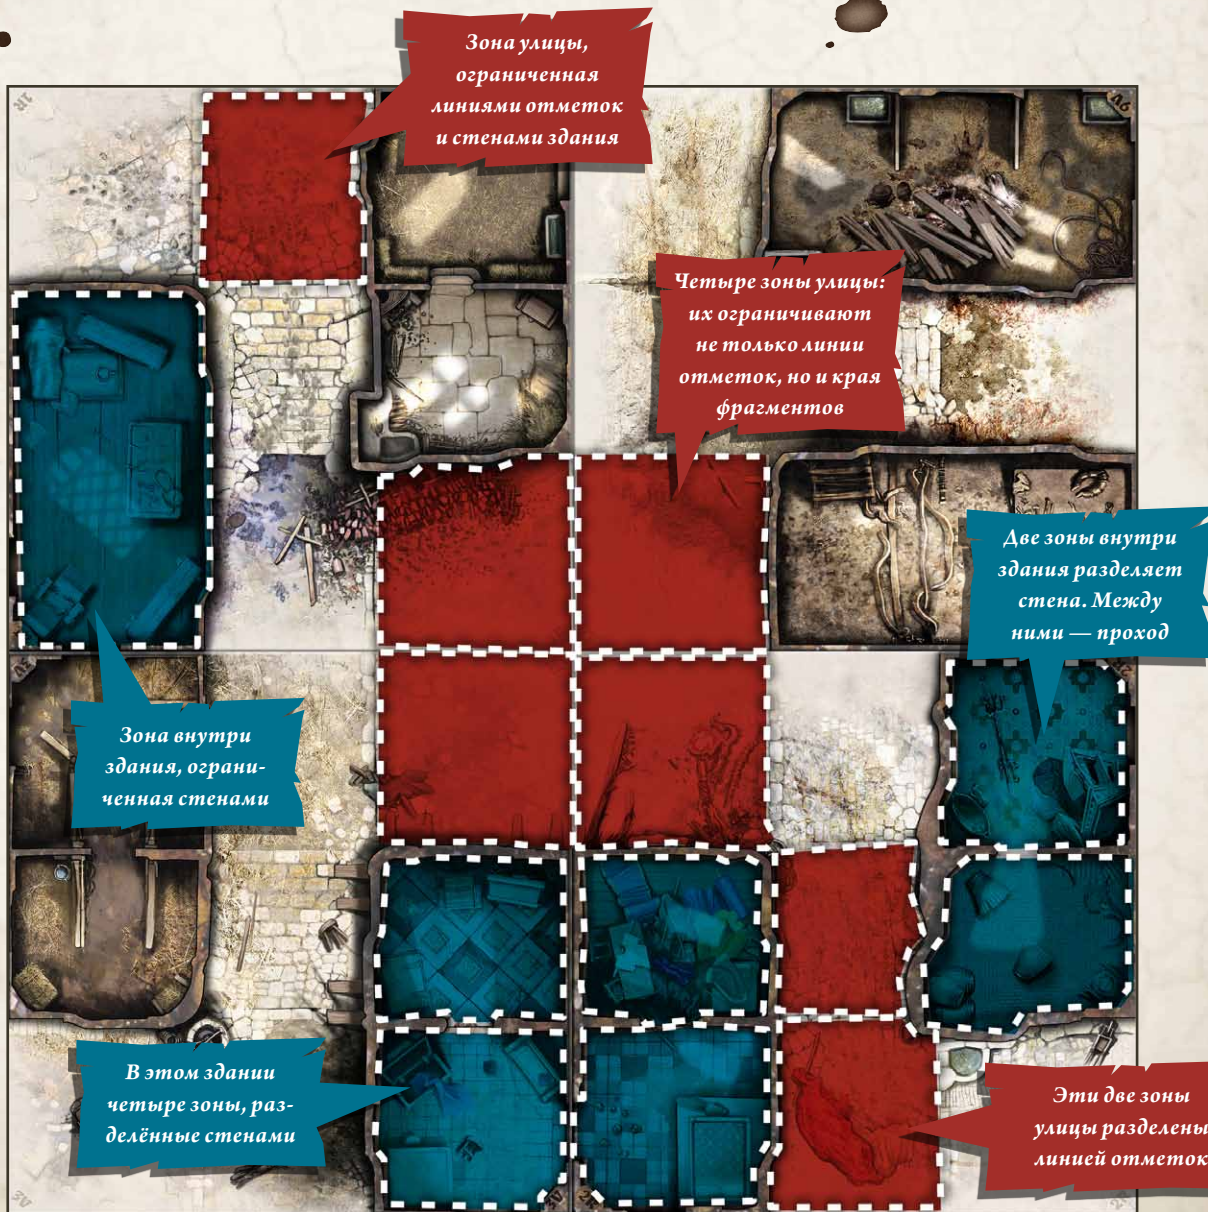 Зона улицы,
ограниченная
линиями отметок
и стенами здания
Четыре зоны улицы:
их ограничивают
не только линии
отметок, но и края
фрагментов
Две зоны внутри
здания разделяет
стена. Между
ними — проход
Зона внутри
здания, ограни-
ченная стенами
В этом здании
четыре зоны, раз-
делённые стенами
Эти две зоны
улицы разделены
линией отметок